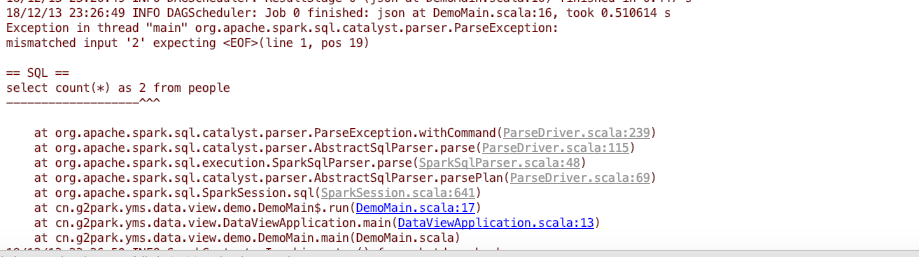 18/12/13 23:26:49 INFO DAGScheduler: Job 0 finished: json at DemoMain.scala:16, took 0.510614 s
Exception in thread "main" org.apache.spark.sql.catalyst.parser.ParseException:
mismatched input '2' expecting <EOF>(line 1, pos 19)
== SQL ==
select count(*) as 2 from people
-------------------^^^
at org.apache.spark.sql.catalyst.parser.ParseException.withCommand(ParseDriver.scala:239)
at org.apache.spark.sql.catalyst.parser.AbstractSqlParser.parse(ParseDriver.scala:115)
at org.apache.spark.sql.execution.SparkSqlParser.parse(SparkSqlParser.scala:48)
at org.apache.spark.sql.catalyst.parser.AbstractSqlParser.parsePlan(ParseDriver.scala:69)
at org.apache.spark.sql.SparkSession.sql(SparkSession.scala:641)
at cn.g2park.yms.data.view.demo.DemoMain$.run(DemoMain.scala:17)
at cn.g2park.yms.data.view.DataViewApplication.main(DataViewApplication.scala:13)
at cn.g2park.yms.data.view.demo.DemoMain.main(DemoMain.scala)